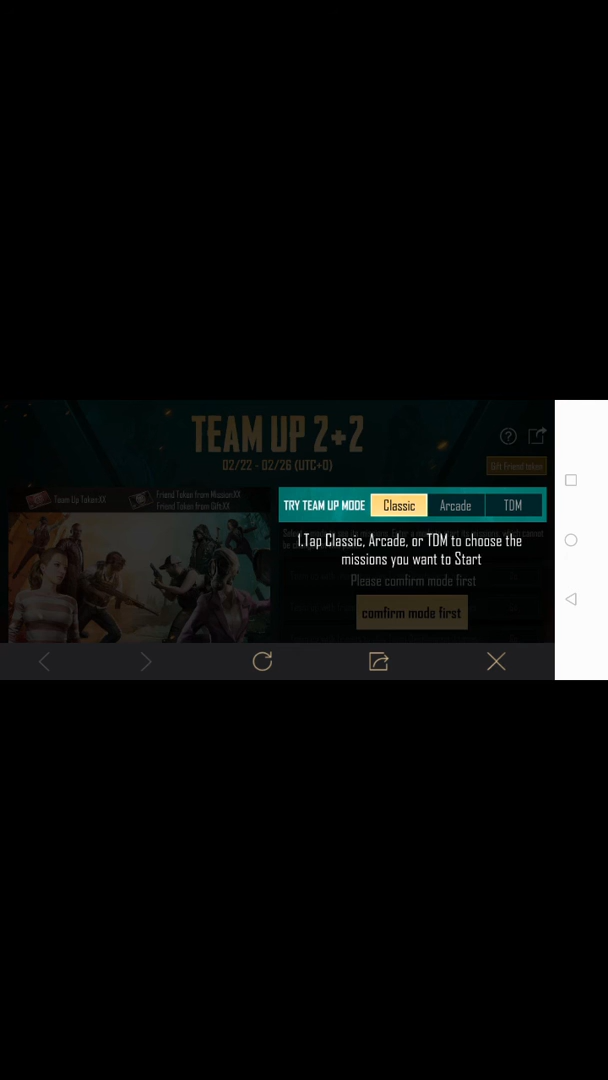 TEAM UP 2+2
02/22 - 02/26 (UTC+0)
Gift Friend token
Team Up Token:XX
Friend Token from Mission:XX
Friend Token from Gift:XX
TRY TEAM UP MODE Classic Arcade TDM
1.Tap Classic, Arcade, or TDM to choose the
missions you want to Start
Please confirm mode first
comfirm mode first